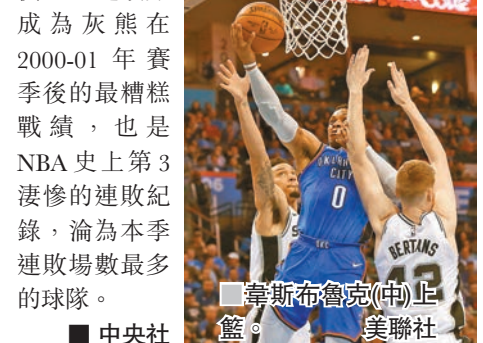 成為灰熊在
2000-01 年賽
季後的最糟糕
戰績，也是
NBA 史上第 3
淒慘的連敗紀
錄，淪為本季
連敗場數最多
的球隊。
■ 中央社
OKLAHOMA
CITY
0
BERTANS
42
■韋斯布魯克(中)上
籃。 美聯社